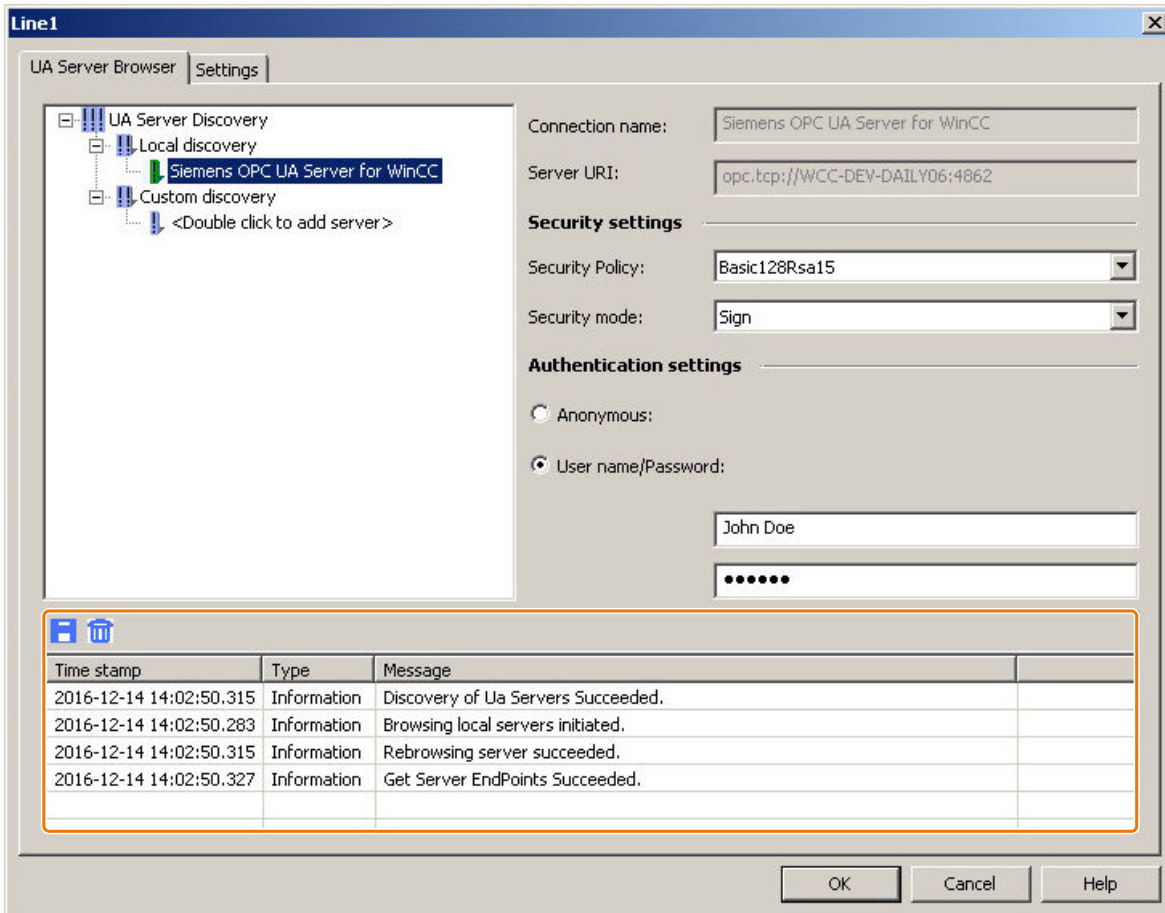 Line1
UA Server Browser
Settings
UA Server Discovery
Local discovery
Siemens OPC UA Server for WinCC
Custom discovery
<Double click to add server>
Connection name:
Siemens OPC UA Server for WinCC
Server URI:
opc.tcp://WCC-DEV-DAILY06:4862
Security settings
Security Policy:
Basic128Rsa15
Security mode:
Sign
Authentication settings
Anonymous:
User name/Password:
John Doe
●●●●●●
Time stamp Type Message
2016-12-14 14:02:50.315 Information Discovery of Ua Servers Succeeded.
2016-12-14 14:02:50.283 Information Browsing local servers initiated.
2016-12-14 14:02:50.315 Information Rebrowsing server succeeded.
2016-12-14 14:02:50.327 Information Get Server EndPoints Succeeded.
OK Cancel Help